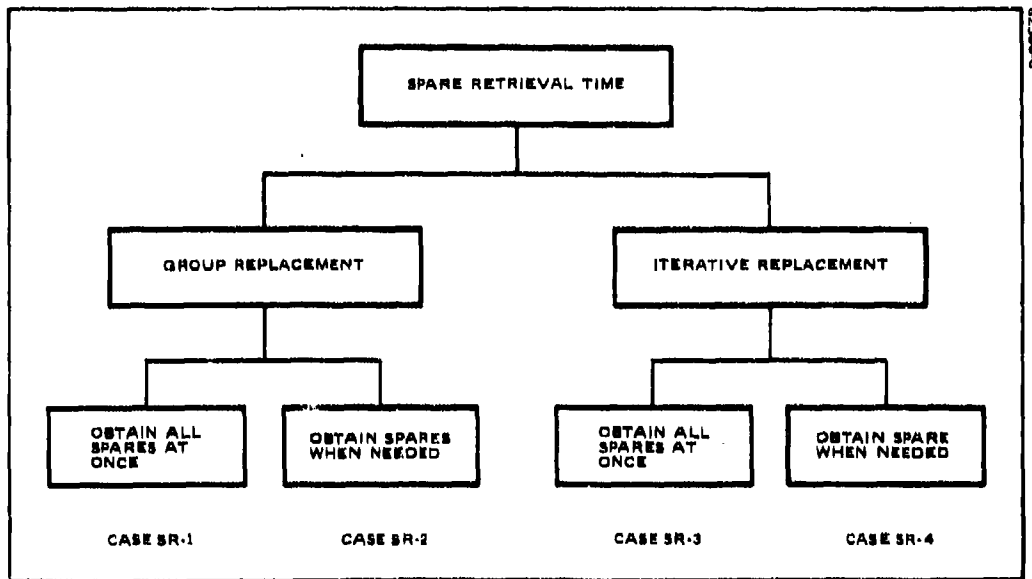 SPARE RETRIEVAL TIME
GROUP REPLACEMENT
ITERATIVE REPLACEMENT
OBTAIN ALL
SPARES AT
ONCE
OBTAIN SPARES
WHEN NEEDED
OBTAIN ALL
SPARES AT
ONCE
OBTAIN SPARE
WHEN NEEDED
CASE SR-1
CASE SR-2
CASE SR-3
CASE SR-4